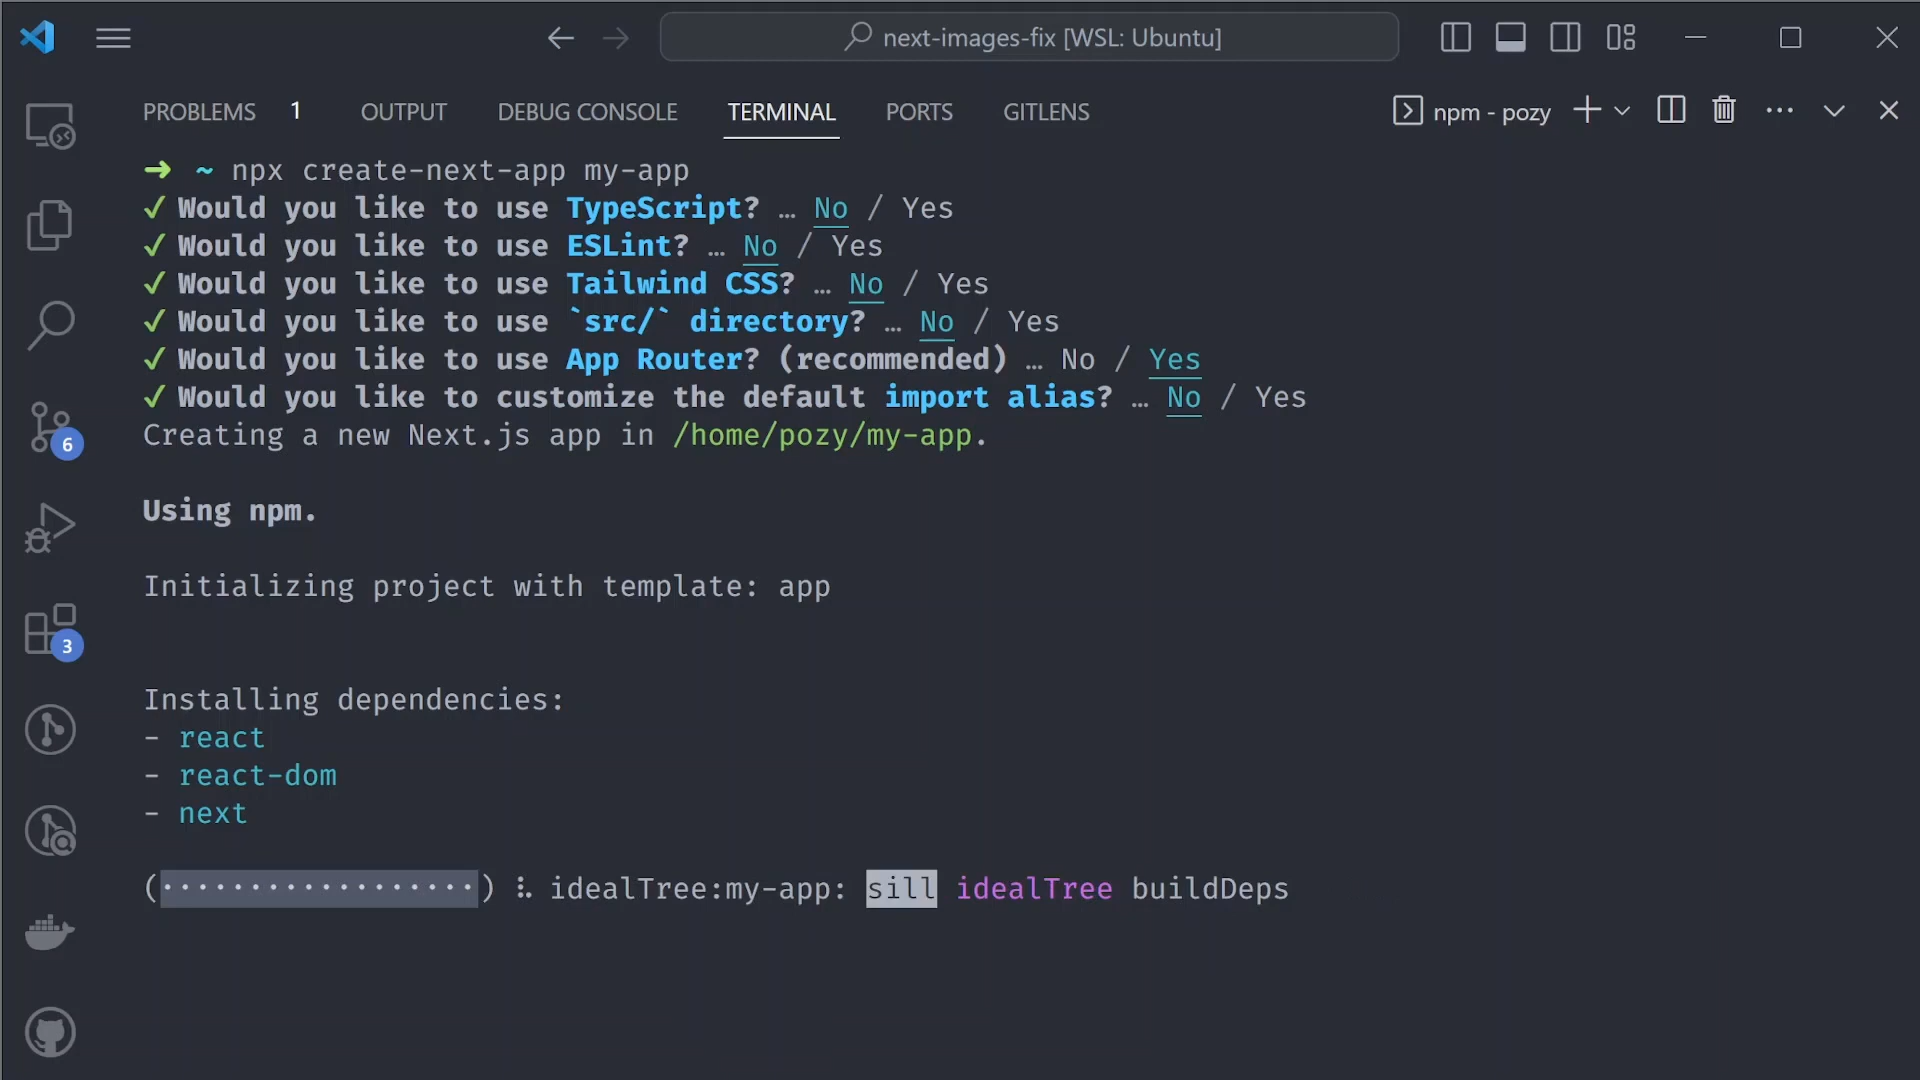 next-images-fix [WSL: Ubuntu]
PROBLEMS 1 OUTPUT DEBUG CONSOLE TERMINAL PORTS GITLENS npm - pozy
➜ ~ npx create-next-app my-app
✓ Would you like to use TypeScript? … No / Yes
✓ Would you like to use ESLint? … No / Yes
✓ Would you like to use Tailwind CSS? … No / Yes
✓ Would you like to use `src/` directory? … No / Yes
✓ Would you like to use App Router? (recommended) … No / Yes
✓ Would you like to customize the default import alias? … No / Yes
Creating a new Next.js app in /home/pozy/my-app.
6
Using npm.
Initializing project with template: app
3
Installing dependencies:
- react
- react-dom
- next
(··················) ⠧ idealTree:my-app: sill idealTree buildDeps